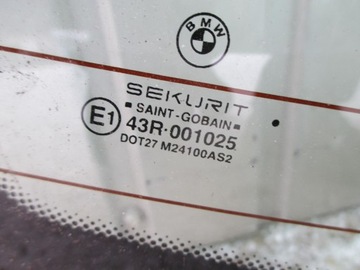 BMW
SEKURIT
SAINT-GOBAIN
E1
43R-001025
DOT27 M24100AS2